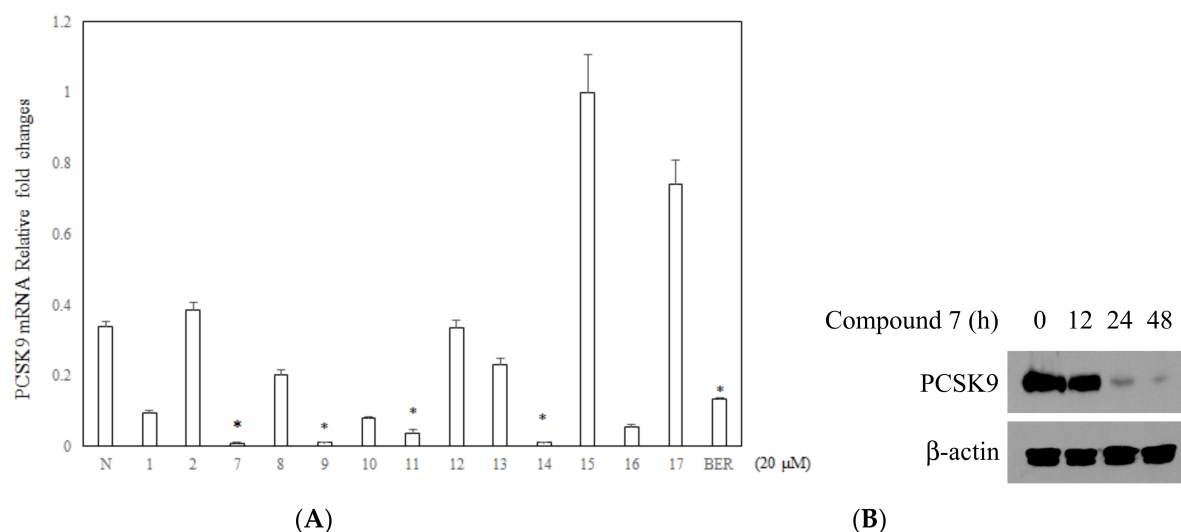 PCSK9 mRNA Relative fold changes
1.2
1
0.8
0.6
0.4
0.2
0
* * * * *
N 1 2 7 8 9 10 11 12 13 14 15 16 17 BER (20 μM)
(A)
Compound 7 (h) 0 12 24 48
PCSK9
β-actin
(B)